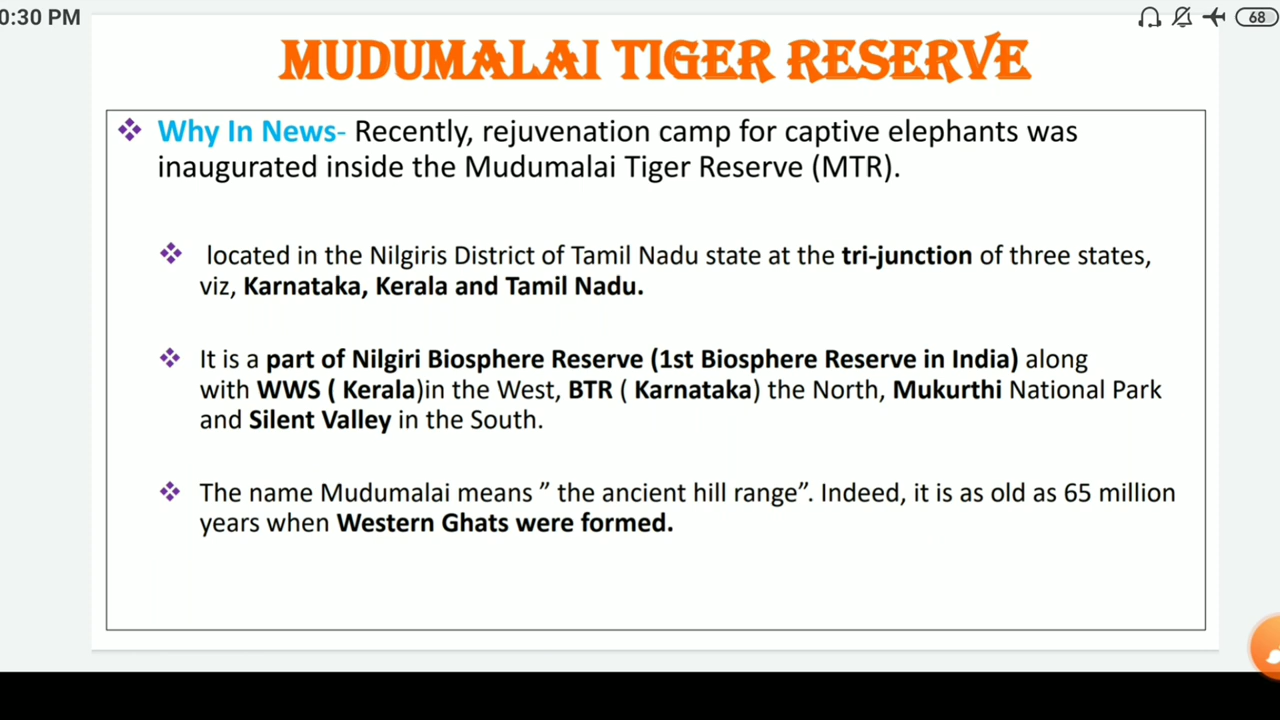 0:30 PM
68
MUDUMALAI TIGER RESERVE
Why In News- Recently, rejuvenation camp for captive elephants was
inaugurated inside the Mudumalai Tiger Reserve (MTR).
located in the Nilgiris District of Tamil Nadu state at the tri-junction of three states,
viz, Karnataka, Kerala and Tamil Nadu.
It is a part of Nilgiri Biosphere Reserve (1st Biosphere Reserve in India) along
with WWS ( Kerala)in the West, BTR ( Karnataka) the North, Mukurthi National Park
and Silent Valley in the South.
The name Mudumalai means ” the ancient hill range”. Indeed, it is as old as 65 million
years when Western Ghats were formed.